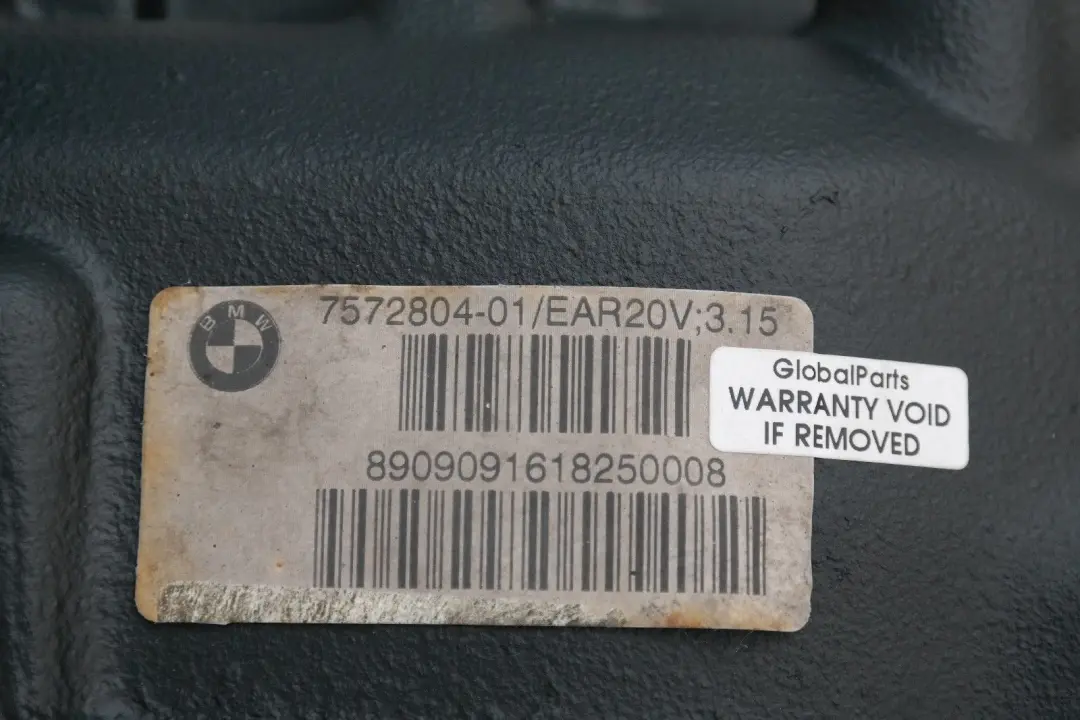 BMW
7572804-01/EAR20V;3.15
8909091618250008
GlobalParts
WARRANTY VOID
IF REMOVED